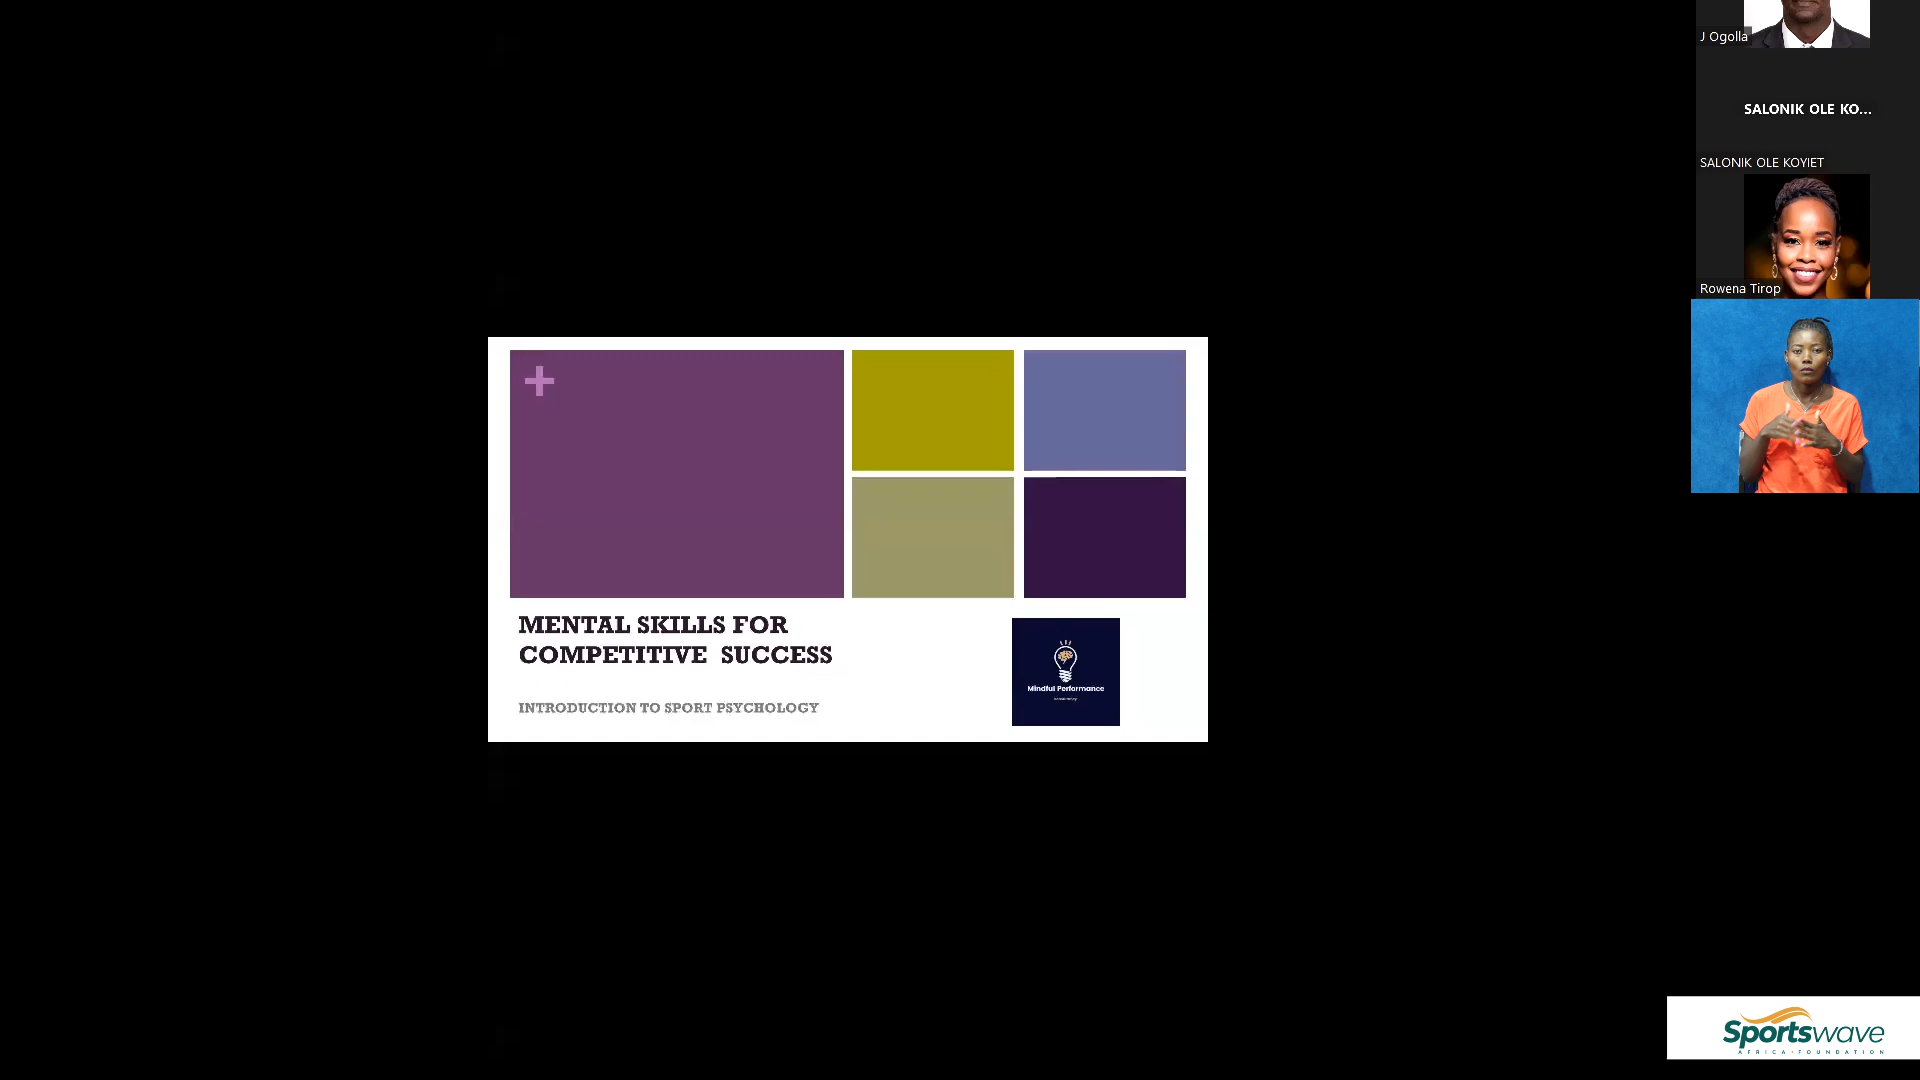 J Ogolla
SALONIK OLE KO...
SALONIK OLE KOYIET
Rowena Tirop
+
MENTAL SKILLS FOR
COMPETITIVE SUCCESS
INTRODUCTION TO SPORT PSYCHOLOGY
Mindful Performance
Sportswave
AFRICA • FOUNDATION